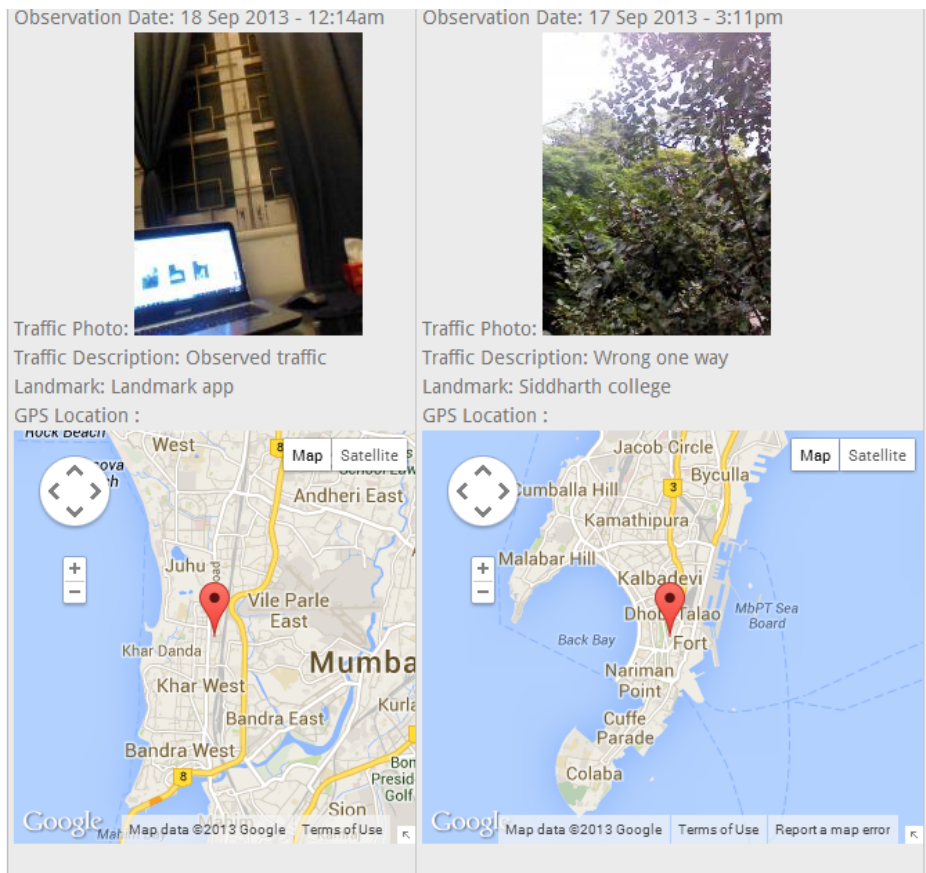 Observation Date: 18 Sep 2013 - 12:14am
Traffic Photo:
Traffic Description: Observed traffic
Landmark: Landmark app
GPS Location :
Rock Beach
West
8
Map
Satellite
Andheri East
Juhu
Vile Parle
East
Khar Danda
Mumba
Khar West
Kurla
Bandra East
Bandra West
8
Sion
Google
Map data ©2013 Google
Terms of Use
Observation Date: 17 Sep 2013 - 3:11pm
Traffic Photo:
Traffic Description: Wrong one way
Landmark: Siddharth college
GPS Location :
Jacob Circle
Map
Satellite
Byculla
Cumballa Hill
3
Kamathipura
Malabar Hill
Kalbadevi
Dhobi Talao
MbPT Sea
Board
Back Bay
Fort
Nariman
Point
Cuffe
Parade
Colaba
Google
Map data ©2013 Google
Terms of Use
Report a map error